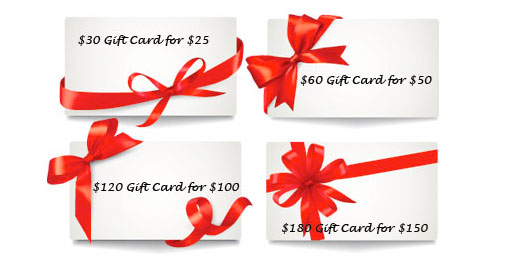 $30 Gift Card for $25
$60 Gift Card for $50
$120 Gift Card for $100
$180 Gift Card for $150